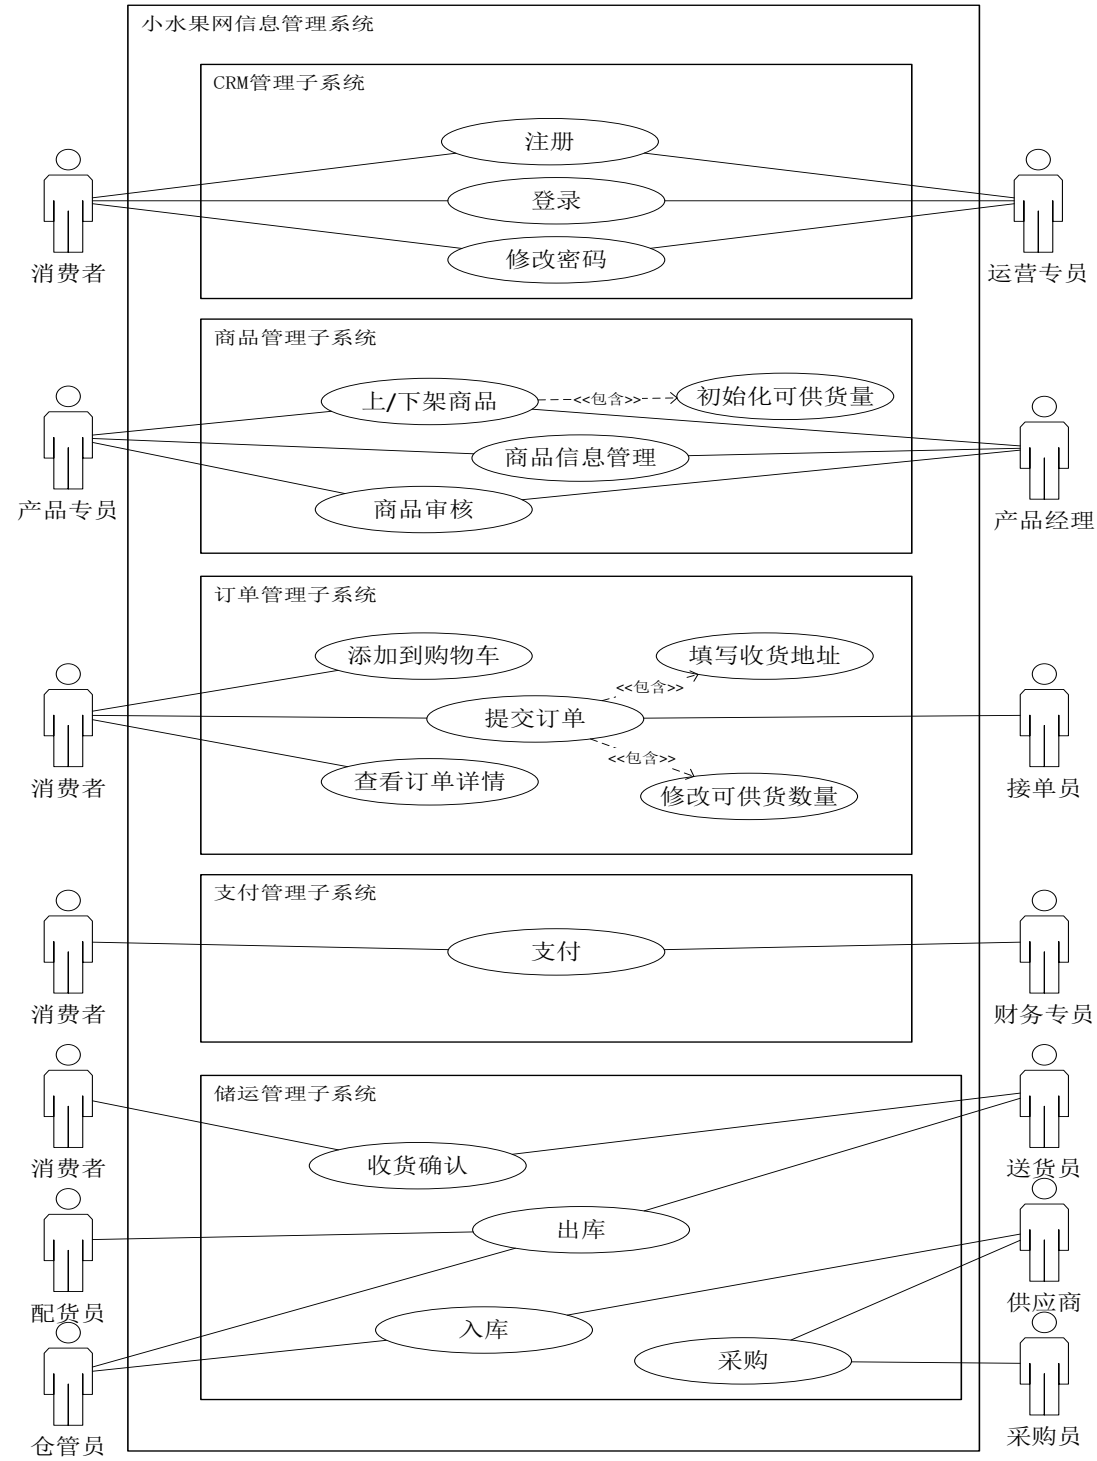 小水果网信息管理系统
CRM管理子系统
注册
登录
修改密码
消费者
运营专员
商品管理子系统
上/下架商品
<<包含>>
初始化可供货量
商品信息管理
商品审核
产品专员
产品经理
订单管理子系统
添加到购物车
填写收货地址
<<包含>>
提交订单
<<包含>>
查看订单详情
修改可供货数量
消费者
接单员
支付管理子系统
支付
消费者
财务专员
储运管理子系统
收货确认
消费者
送货员
出库
配货员
供应商
入库
采购
仓管员
采购员